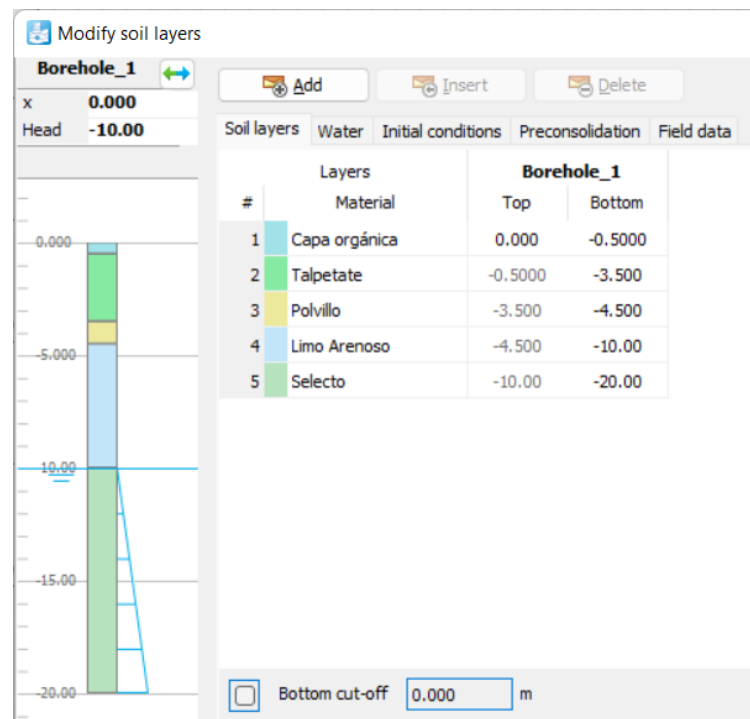 Modify soil layers
Borehole_1
x 0.000
Head -10.00
Add Insert Delete
Soil layers Water Initial conditions Preconsolidation Field data
Layers Borehole_1
# Material Top Bottom
1 Capa orgánica 0.000 -0.5000
2 Talpetate -0.5000 -3.500
3 Polvillo -3.500 -4.500
4 Limo Arenoso -4.500 -10.00
5 Selecto -10.00 -20.00
0.000
-5.000
-10.00
-15.00
-20.00
Bottom cut-off 0.000 m